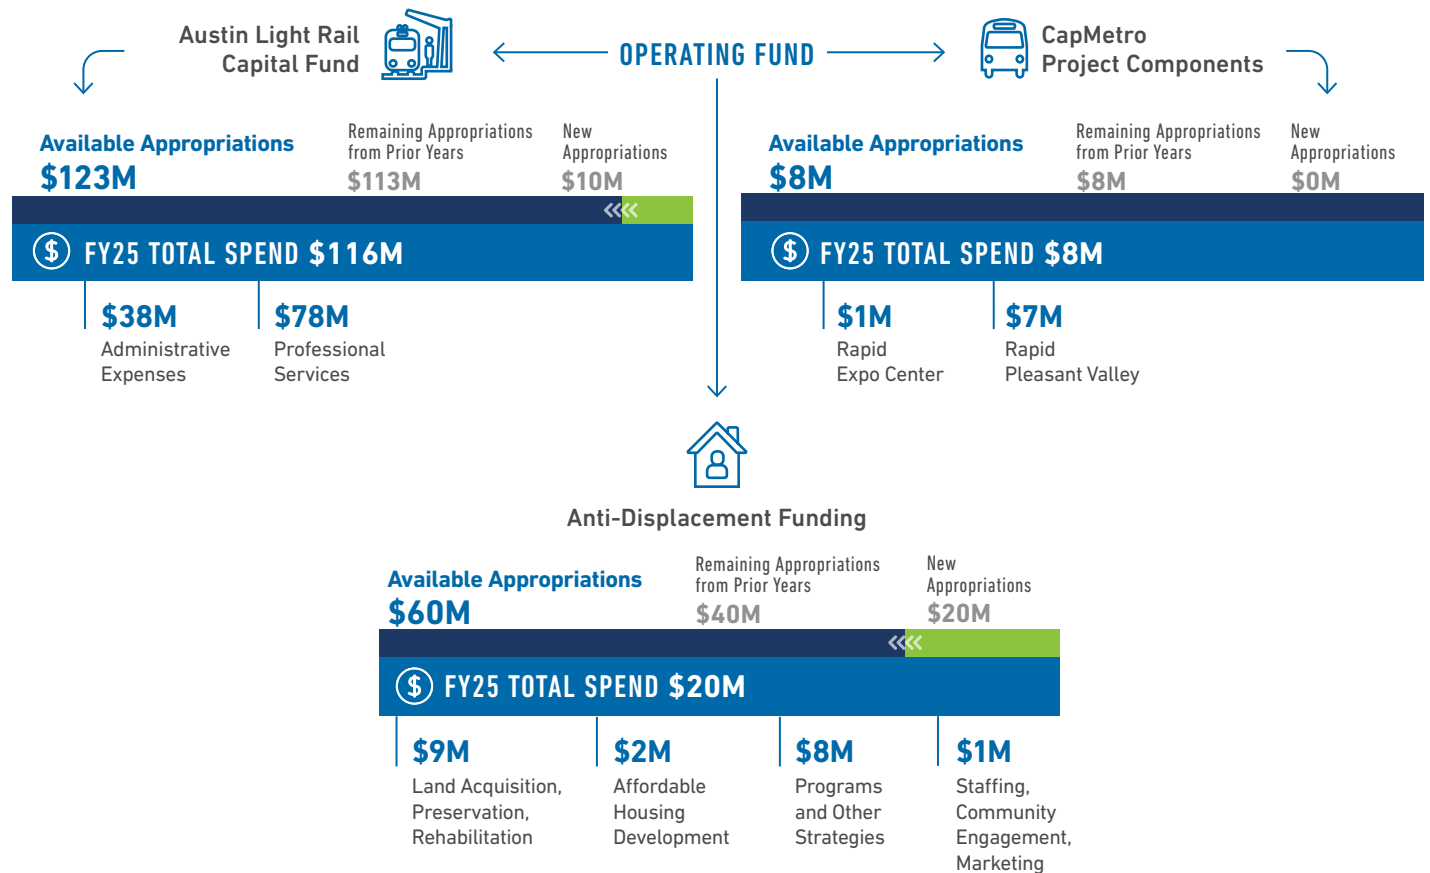 Austin Light Rail
Capital Fund
OPERATING FUND
CapMetro
Project Components
Available Appropriations
$123M
Remaining Appropriations
from Prior Years
$113M
New
Appropriations
$10M
$ FY25 TOTAL SPEND $116M
$38M
Administrative
Expenses
$78M
Professional
Services
Available Appropriations
$8M
Remaining Appropriations
from Prior Years
$8M
New
Appropriations
$0M
$ FY25 TOTAL SPEND $8M
$1M
Rapid
Expo Center
$7M
Rapid
Pleasant Valley
Anti-Displacement Funding
Available Appropriations
$60M
Remaining Appropriations
from Prior Years
$40M
New
Appropriations
$20M
$ FY25 TOTAL SPEND $20M
$9M
Land Acquisition,
Preservation,
Rehabilitation
$2M
Affordable
Housing
Development
$8M
Programs
and Other
Strategies
$1M
Staffing,
Community
Engagement,
Marketing